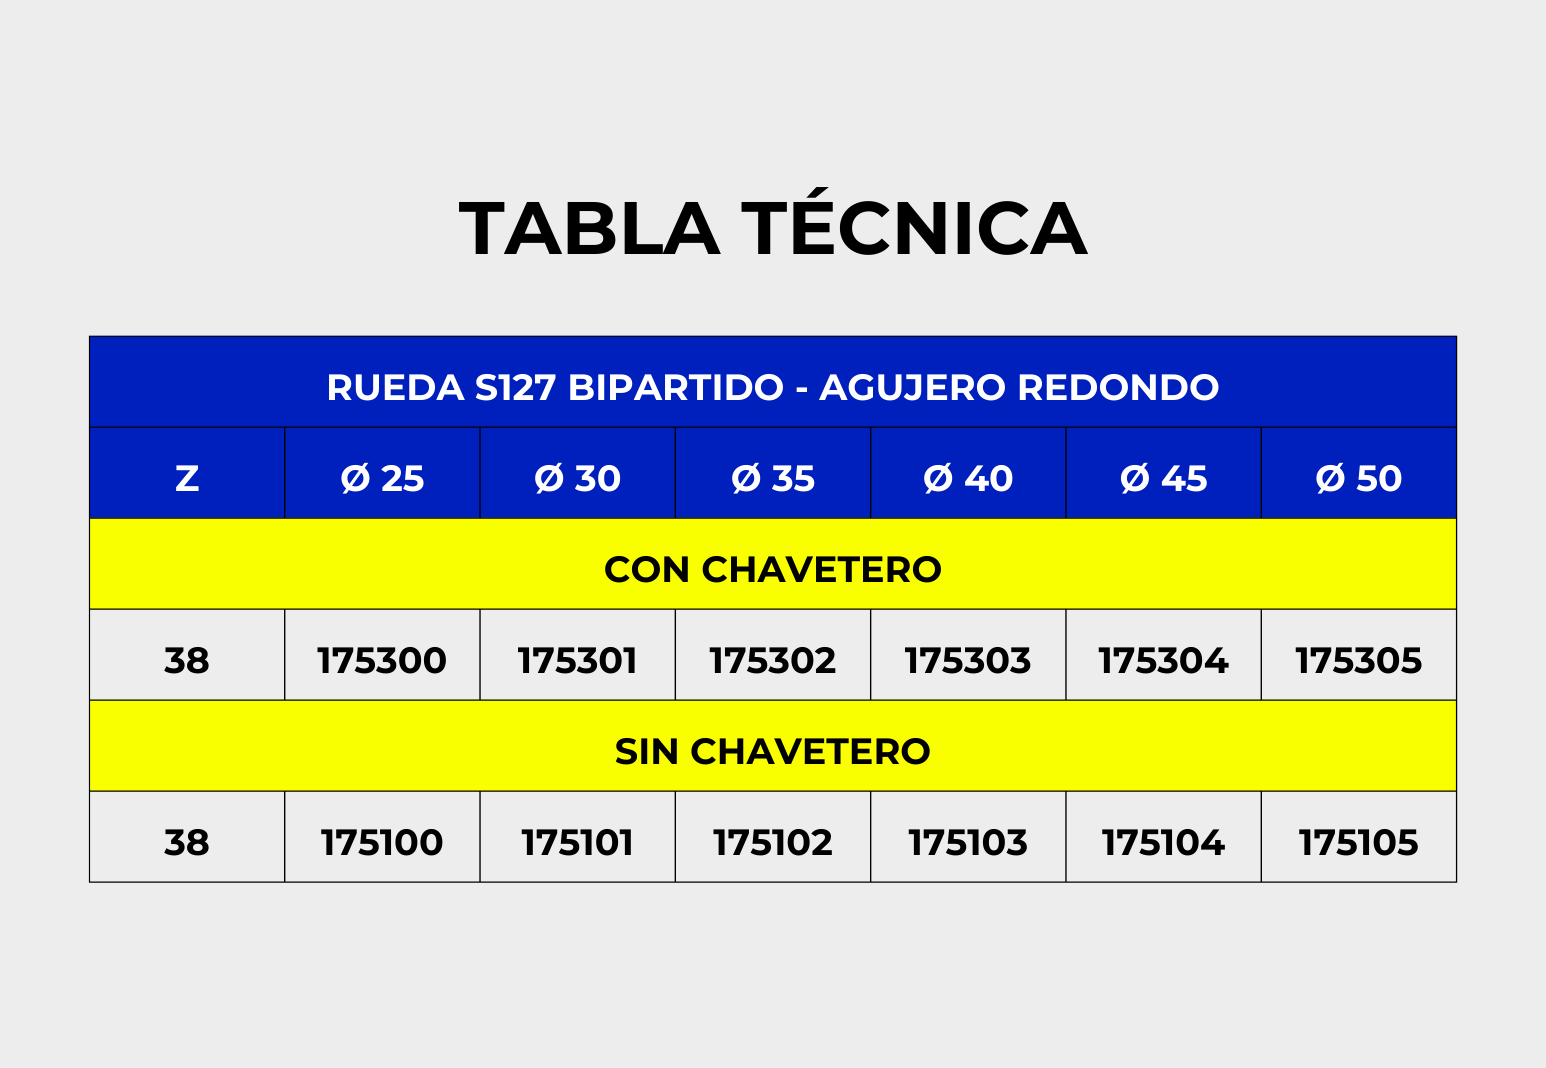 TABLA TÉCNICA
RUEDA S127 BIPARTIDO - AGUJERO REDONDO
Z Ø 25 Ø 30 Ø 35 Ø 40 Ø 45 Ø 50
CON CHAVETERO
38 175300 175301 175302 175303 175304 175305
SIN CHAVETERO
38 175100 175101 175102 175103 175104 175105